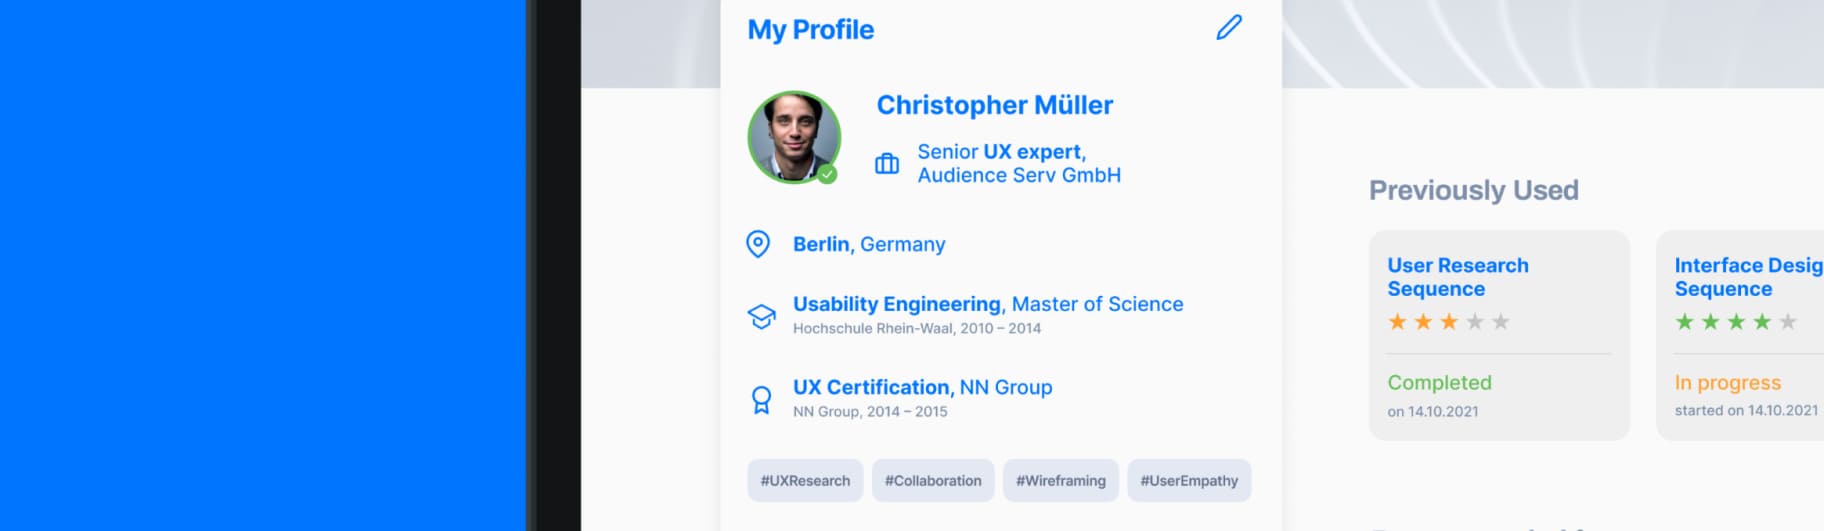 My Profile
Christopher Müller
Senior UX expert,
Audience Serv GmbH
Berlin, Germany
Usability Engineering, Master of Science
Hochschule Rhein-Waal, 2010 – 2014
UX Certification, NN Group
NN Group, 2014 – 2015
#UXResearch #Collaboration #Wireframing #UserEmpathy
Previously Used
User Research
Sequence
Completed
on 14.10.2021
Interface Desig
Sequence
In progress
started on 14.10.2021